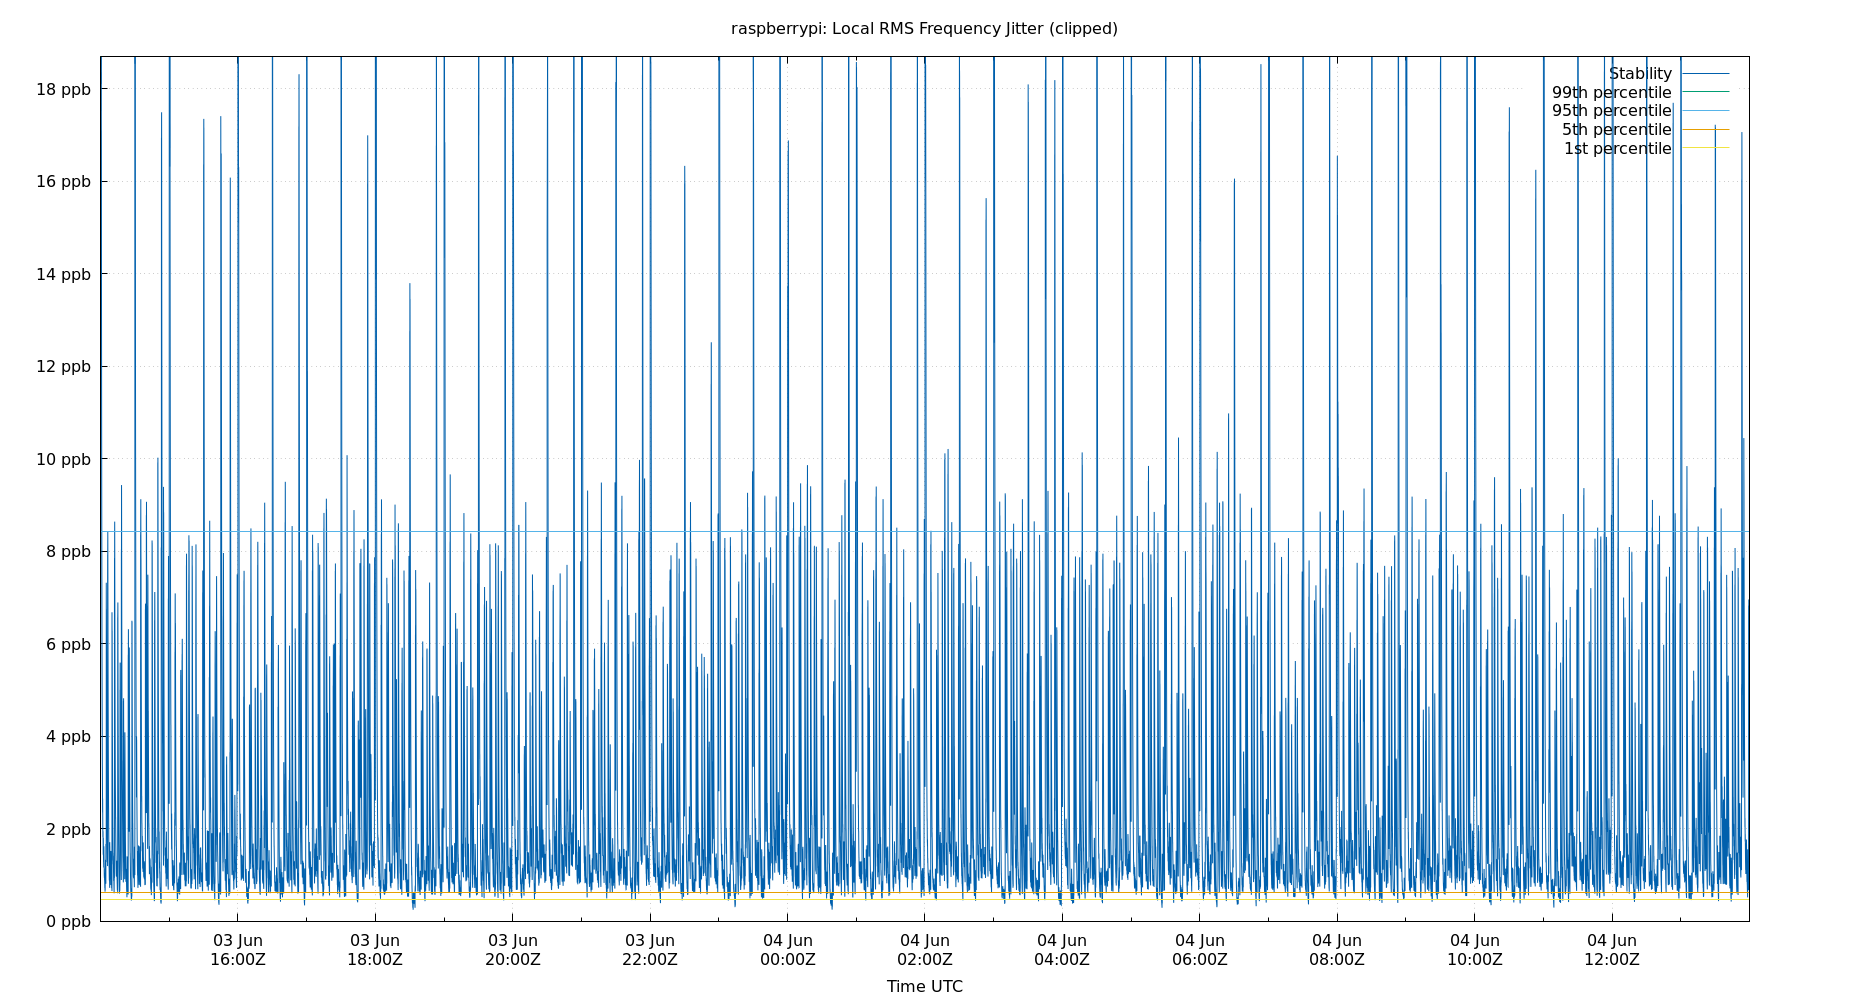 raspberrypi: Local RMS Frequency Jitter (clipped)
18 ppb
16 ppb
14 ppb
12 ppb
10 ppb
8 ppb
6 ppb
4 ppb
2 ppb
0 ppb
Stability
99th percentile
95th percentile
5th percentile
1st percentile
03 Jun 03 Jun 03 Jun 03 Jun 04 Jun 04 Jun 04 Jun 04 Jun 04 Jun 04 Jun 04 Jun
16:00Z 18:00Z 20:00Z 22:00Z 00:00Z 02:00Z 04:00Z 06:00Z 08:00Z 10:00Z 12:00Z
Time UTC